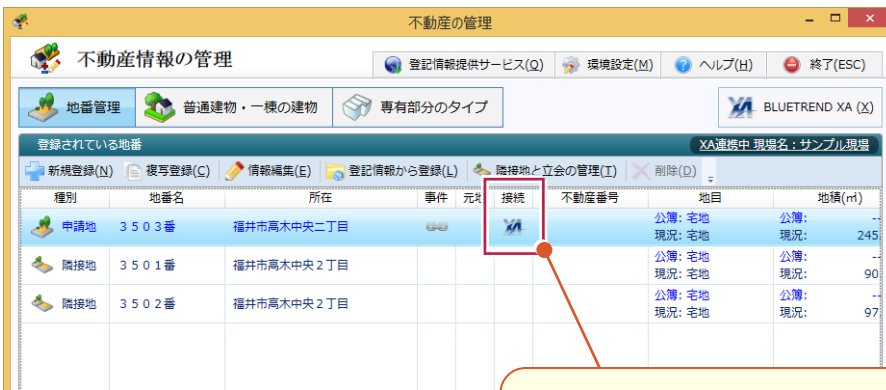 不動産の管理
不動産情報の管理
登記情報提供サービス(Q) 環境設定(M) ヘルプ(H) 終了(ESC)
地番管理 普通建物・一棟の建物 専有部分のタイプ BLUETREND XA (X)
登録されている地番 XA連携中 現場名：サンプル現場
新規登録(N) 複写登録(C) 情報編集(E) 登記情報から登録(L) 隣接地と立会の管理(T) 削除(D)
種別 地番名 所在 事件 元地 接続 不動産番号 地目 地積(㎡)
申請地 ３５０３番 福井市高木中央二丁目 公簿: 宅地 公簿: --
現況: 宅地 現況: 245
隣接地 ３５０１番 福井市高木中央２丁目 公簿: 宅地 公簿: --
現況: 宅地 現況: 90
隣接地 ３５０２番 福井市高木中央２丁目 公簿: 宅地 公簿: --
現況: 宅地 現況: 97